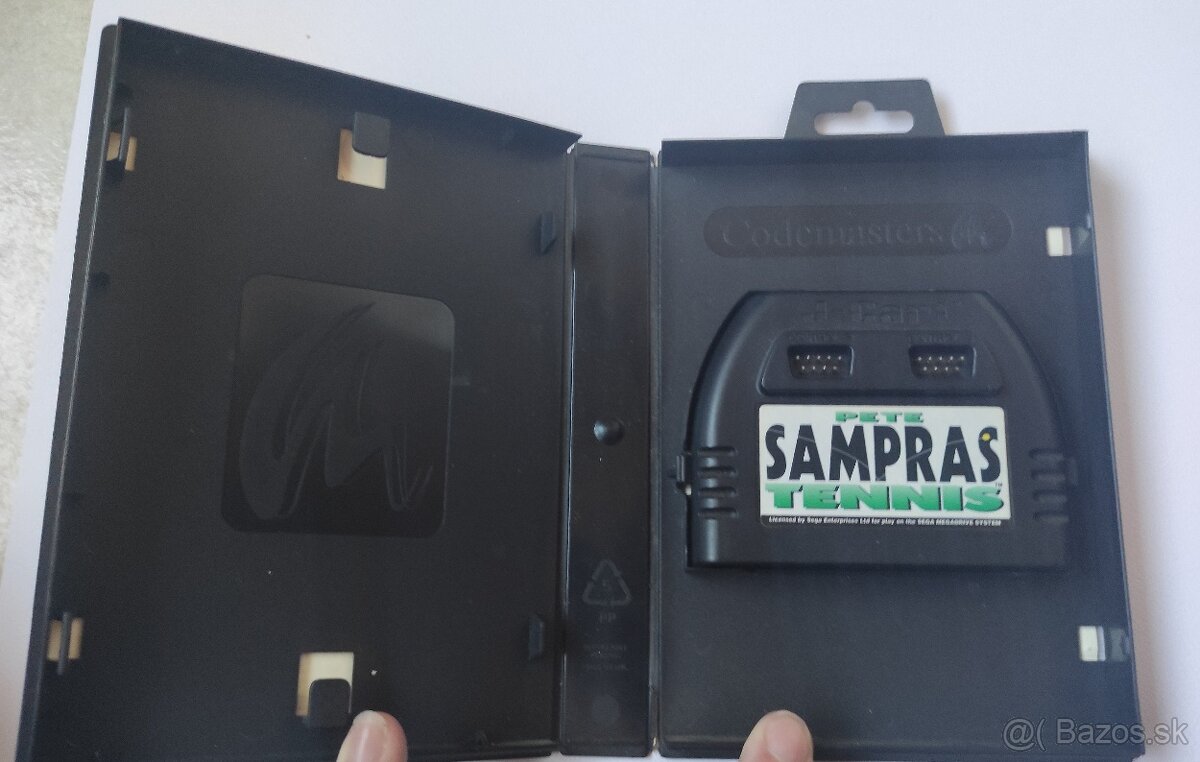 Codemasters
J-Cart
PETE
SAMPRAS
TENNIS™
Licensed by Sega Enterprises Ltd for play on the SEGA MEGADRIVE SYSTEM
PP
@( Bazos.sk